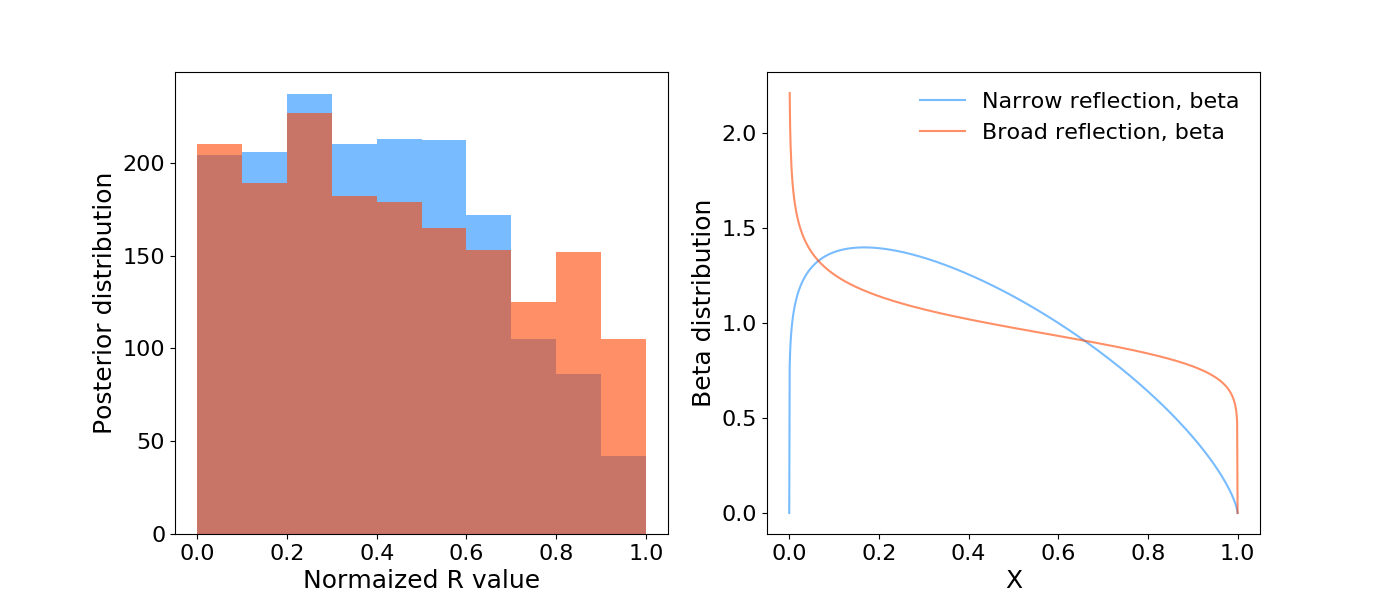 Posterior distribution
200
150
100
50
0
0.0 0.2 0.4 0.6 0.8 1.0
Normaized R value
Beta distribution
2.0
1.5
1.0
0.5
0.0
Narrow reflection, beta
Broad reflection, beta
0.0 0.2 0.4 0.6 0.8 1.0
X